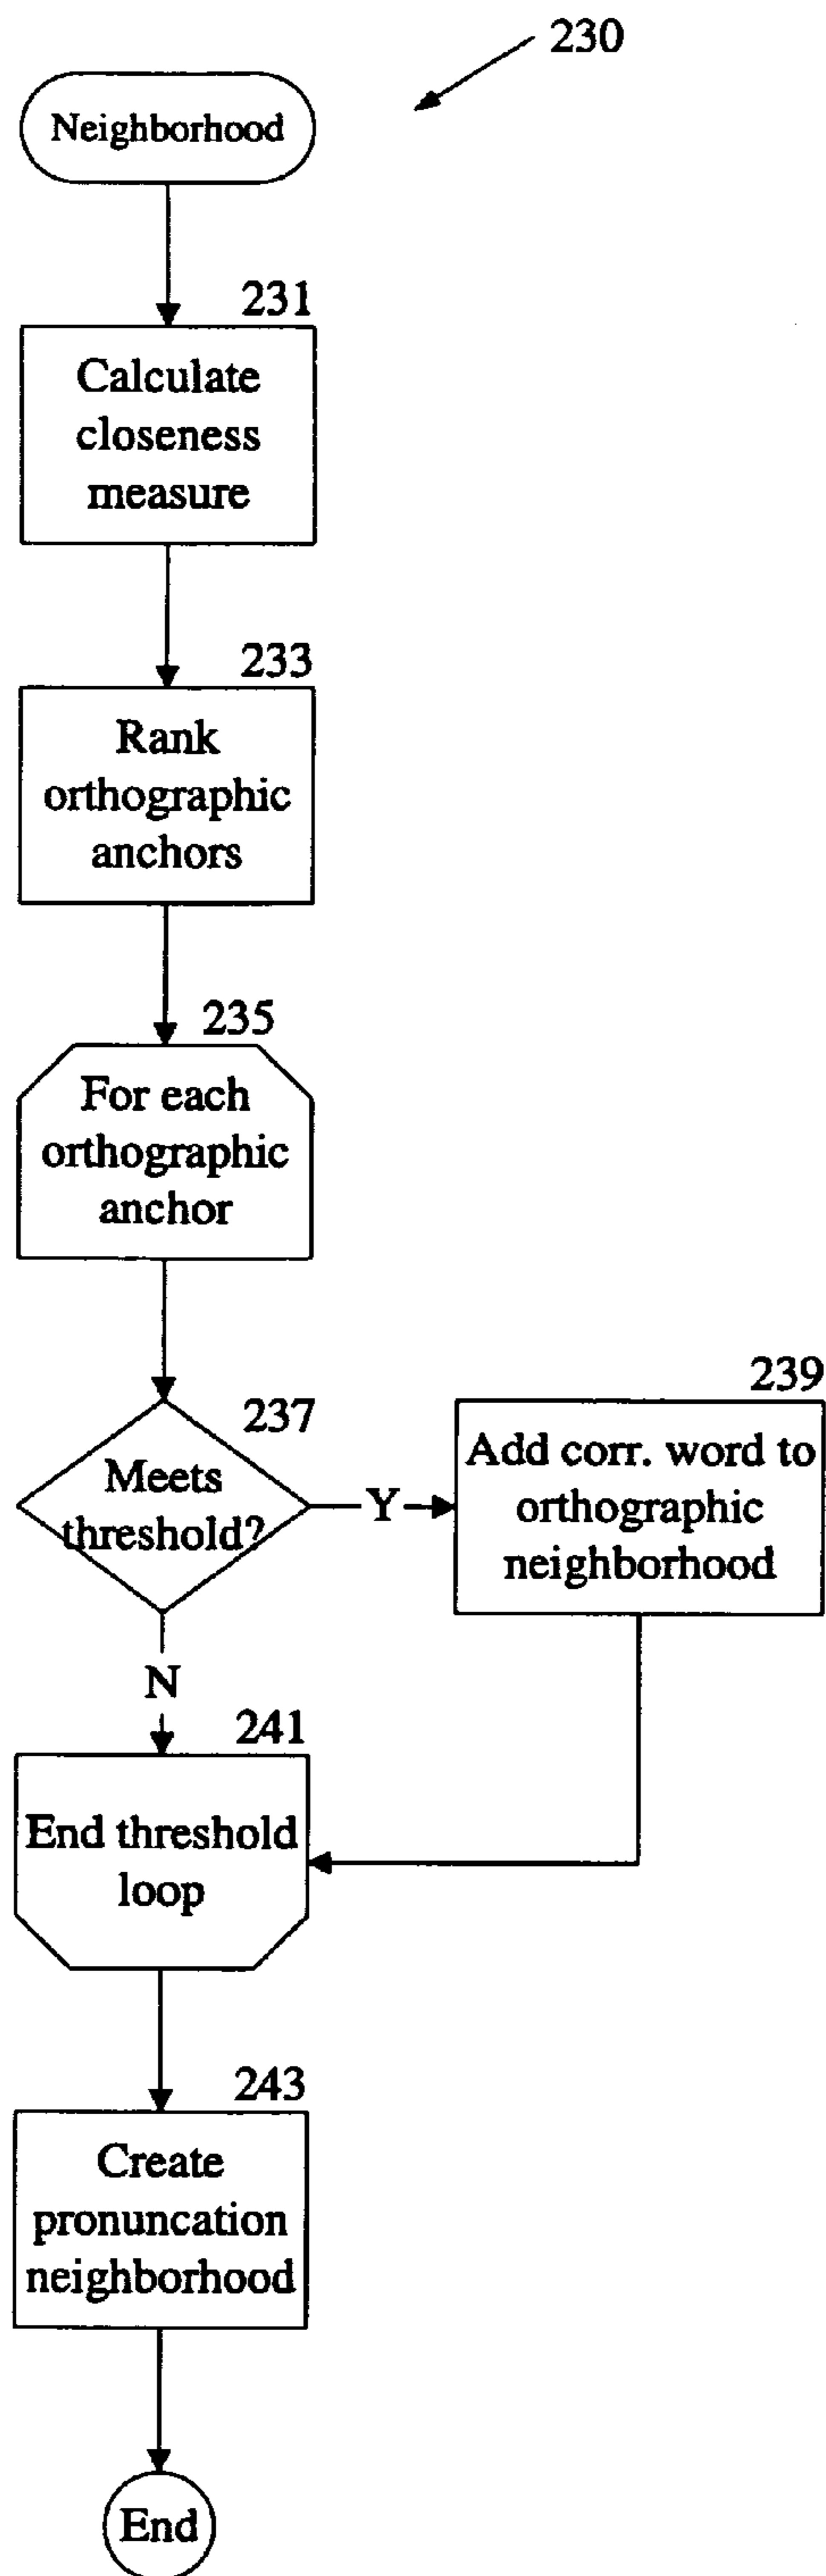 230
Neighborhood
231
Calculate
closeness
measure
233
Rank
orthographic
anchors
235
For each
orthographic
anchor
237
Meets
threshold?
Y
239
Add corr. word to
orthographic
neighborhood
N
241
End threshold
loop
243
Create
pronuncation
neighborhood
End